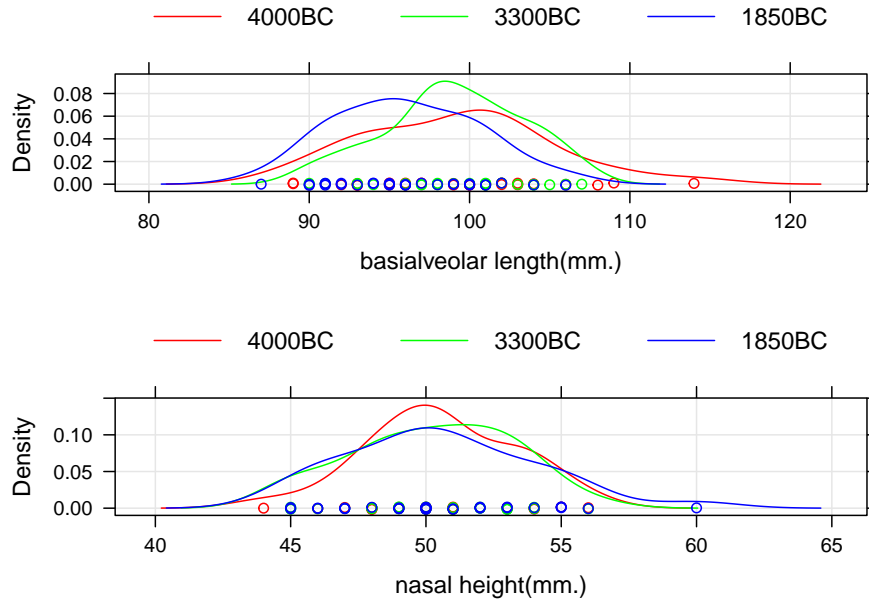 4000BC 3300BC 1850BC
Density
0.08
0.06
0.04
0.02
0.00
80 90 100 110 120
basialveolar length(mm.)
4000BC 3300BC 1850BC
Density
0.10
0.05
0.00
40 45 50 55 60 65
nasal height(mm.)